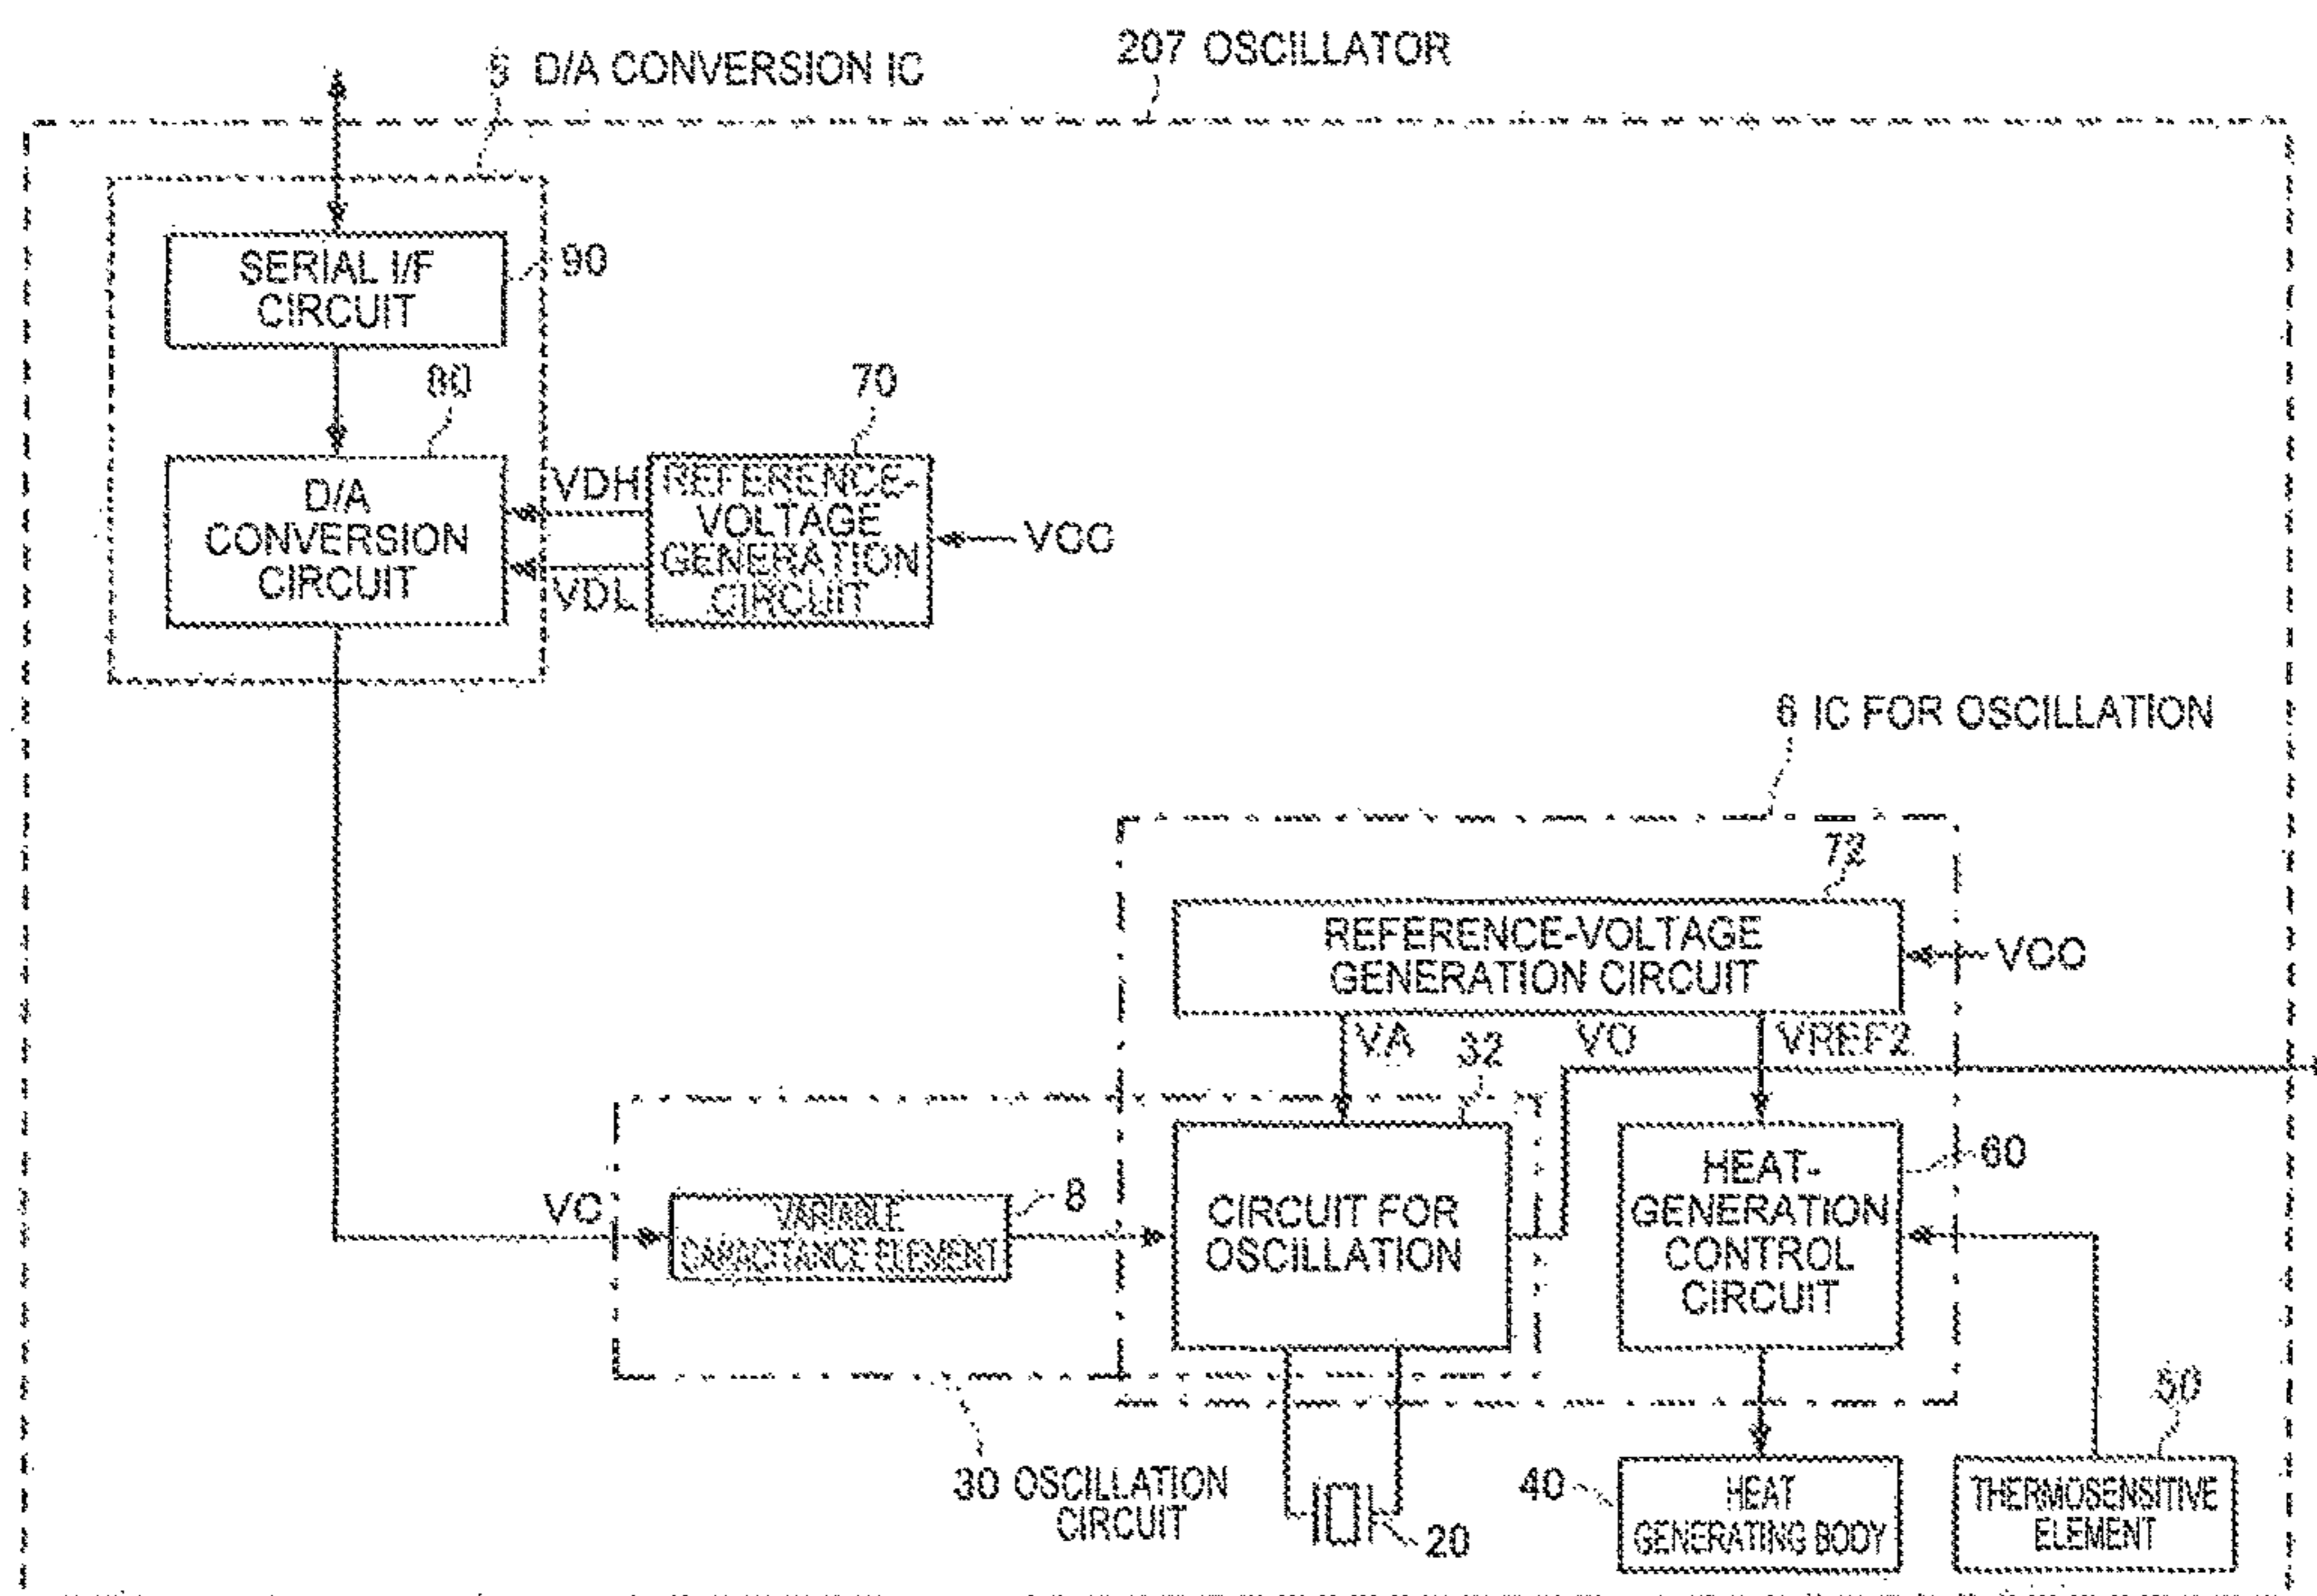 207 OSCILLATOR
5 D/A CONVERSION IC
SERIAL I/F
CIRCUIT
90
80
70
D/A
CONVERSION
CIRCUIT
VDH
VDL
REFERENCE-
VOLTAGE
GENERATION
CIRCUIT
VCC
6 IC FOR OSCILLATION
72
REFERENCE-VOLTAGE
GENERATION CIRCUIT
VCC
VA
32
VO
VREF2
VC
VARIABLE
CAPACITANCE ELEMENT
8
CIRCUIT FOR
OSCILLATION
HEAT-
GENERATION
CONTROL
CIRCUIT
60
30 OSCILLATION
CIRCUIT
20
40
HEAT
GENERATING BODY
50
THERMOSENSITIVE
ELEMENT